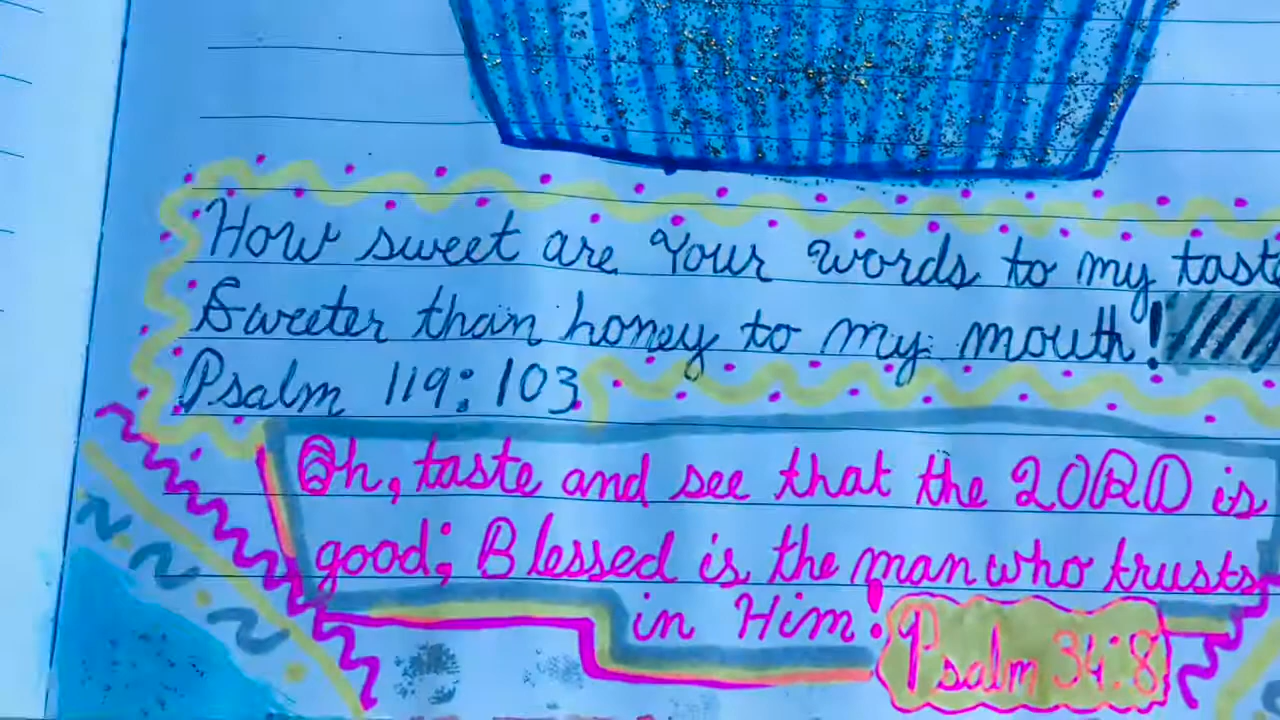 How sweet are Your words to my taste
Sweeter than honey to my mouth!
Psalm 119:103
Oh, taste and see that the LORD is
good; Blessed is the man who trusts
in Him!
Psalm 34:8